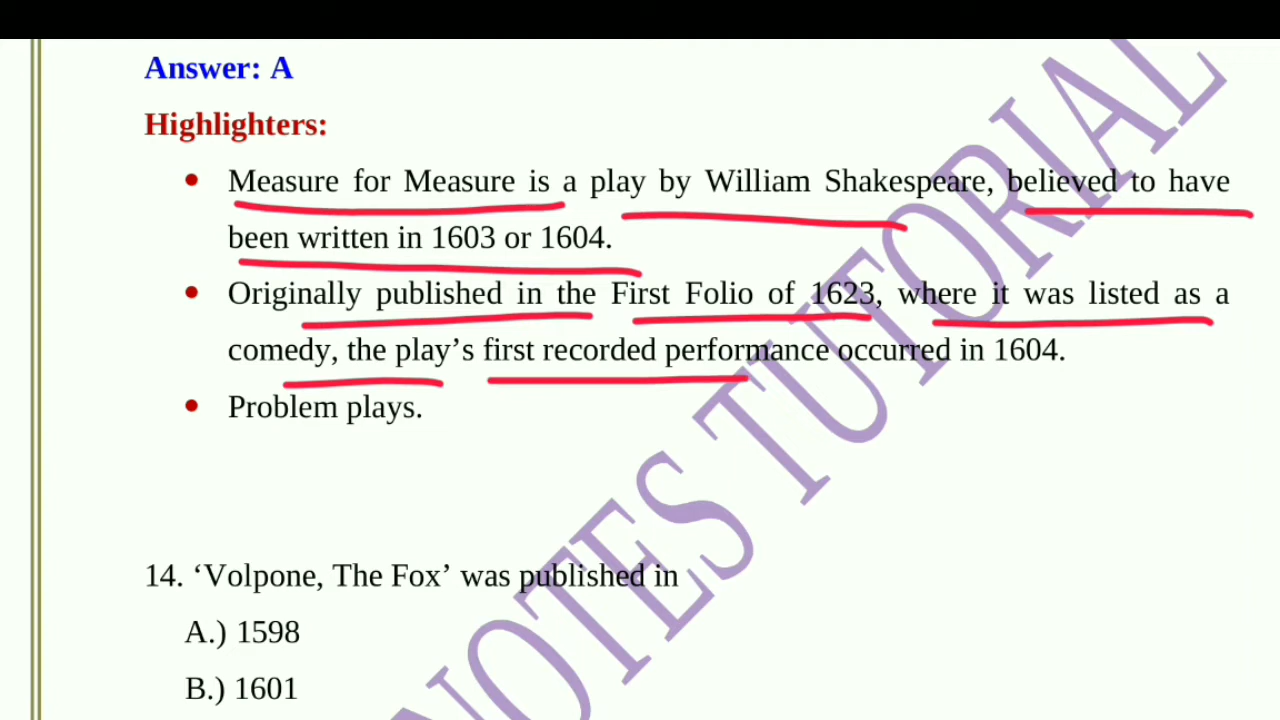 Answer: A
Highlighters:
• Measure for Measure is a play by William Shakespeare, believed to have
been written in 1603 or 1604.
• Originally published in the First Folio of 1623, where it was listed as a
comedy, the play’s first recorded performance occurred in 1604.
• Problem plays.
14. ‘Volpone, The Fox’ was published in
A.) 1598
B.) 1601
NOTES TUTORIAL